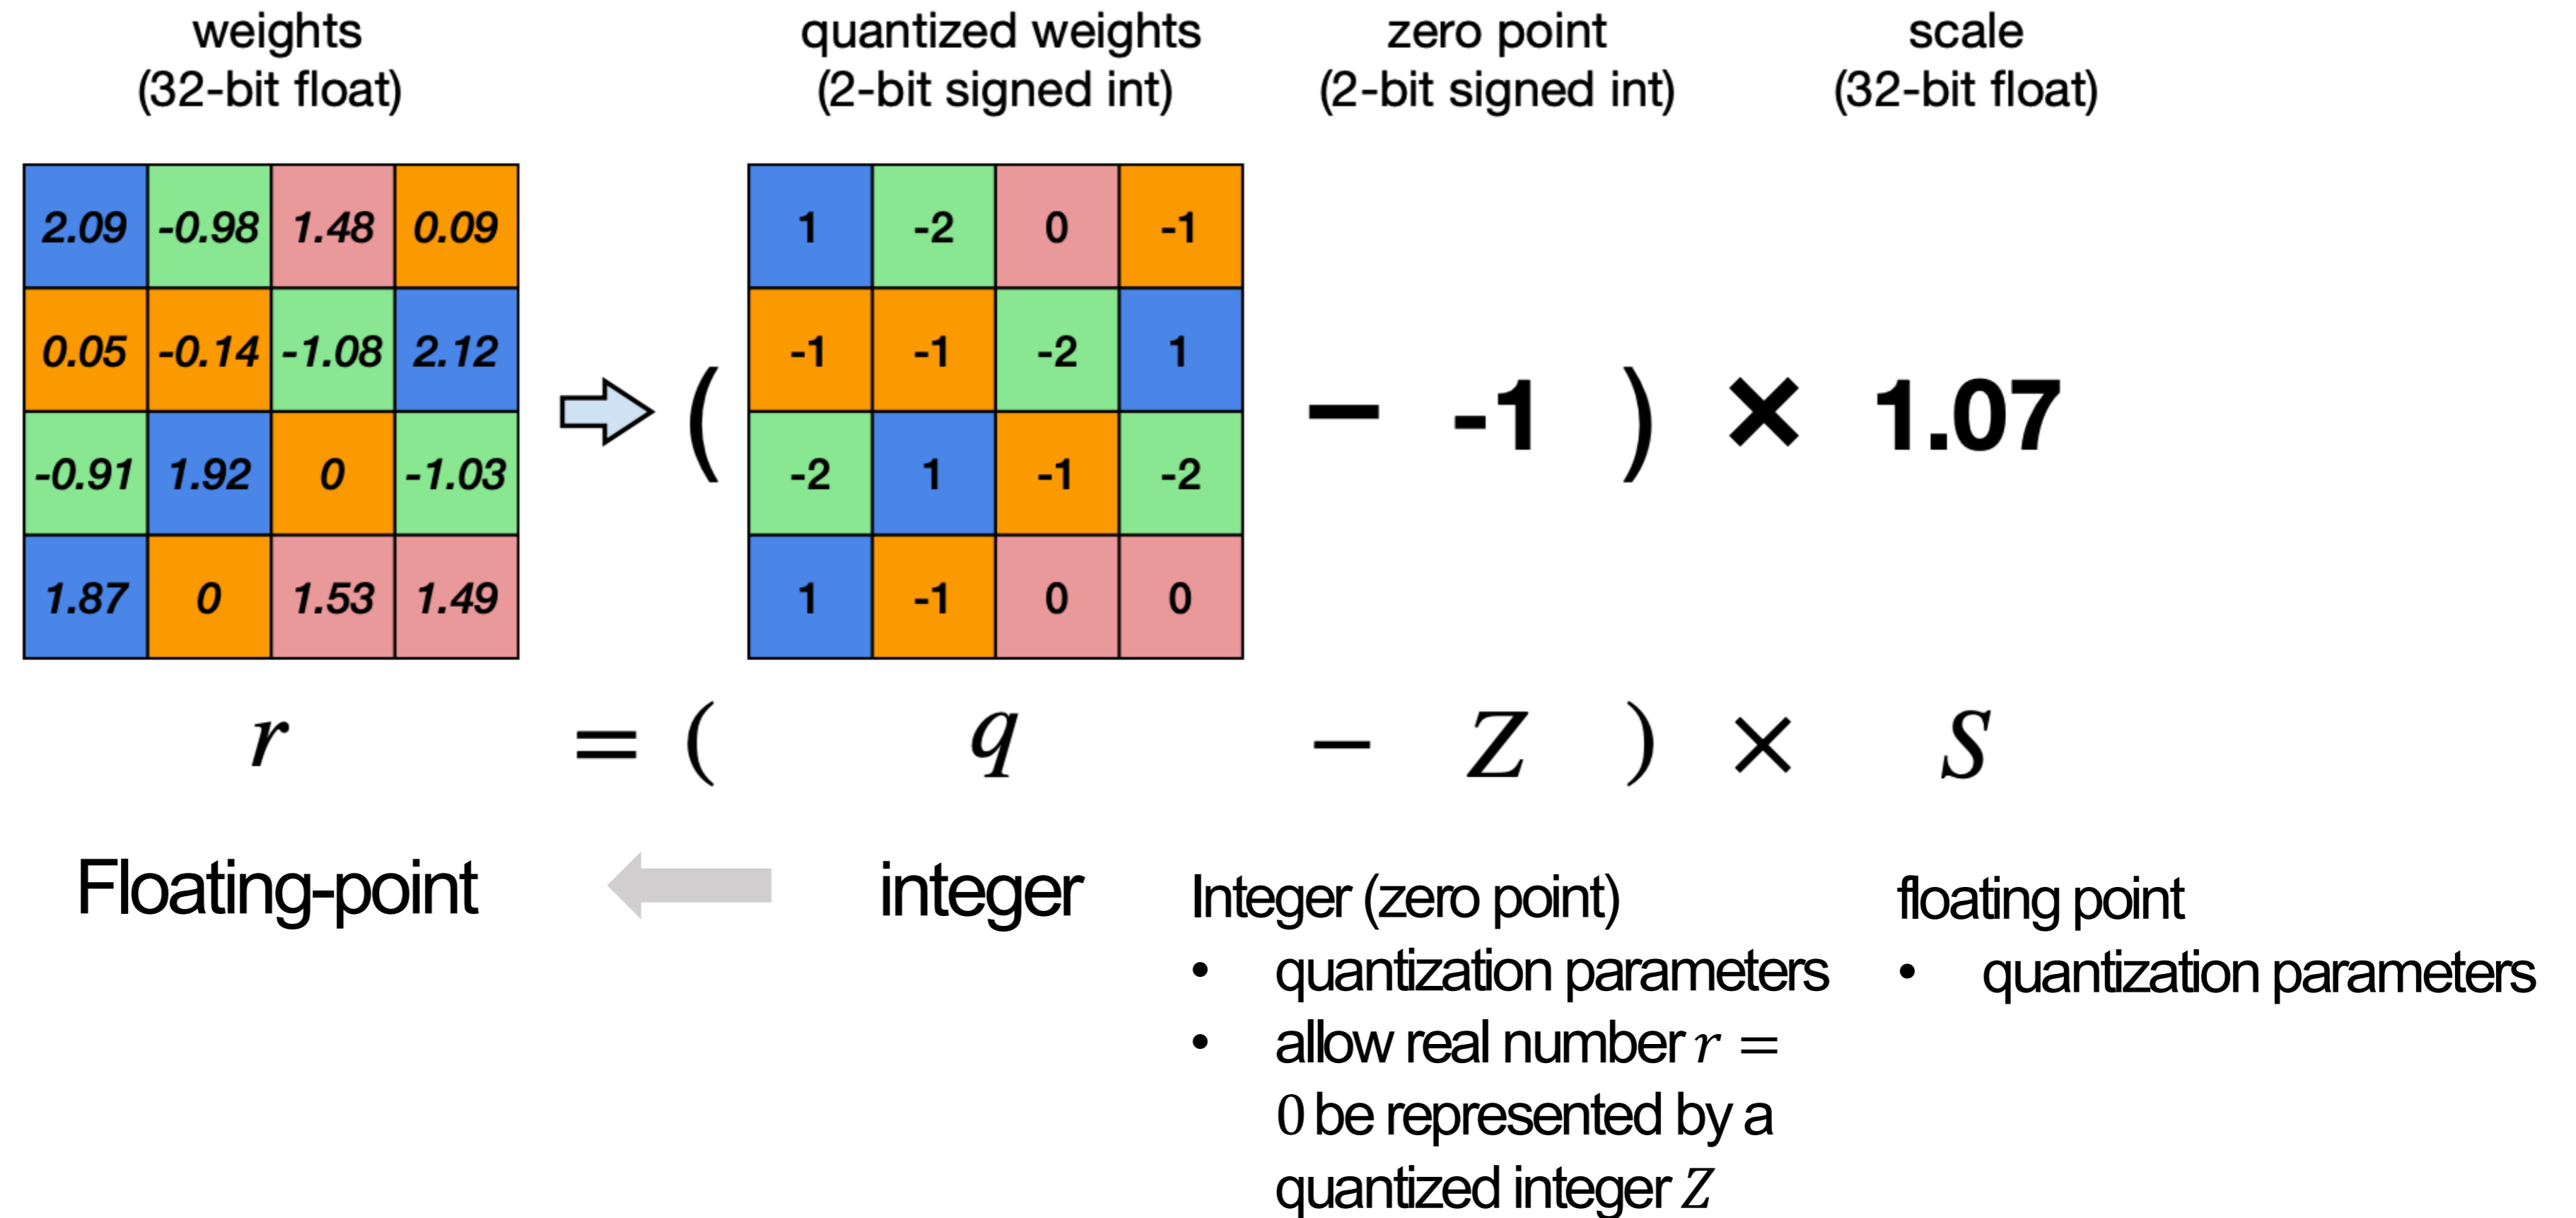 weights
(32-bit float)
quantized weights
(2-bit signed int)
zero point
(2-bit signed int)
scale
(32-bit float)
2.09 -0.98 1.48 0.09
0.05 -0.14 -1.08 2.12
-0.91 1.92 0 -1.03
1.87 0 1.53 1.49
(
1 -2 0 -1
-1 -1 -2 1
-2 1 -1 -2
1 -1 0 0
− -1 ) × 1.07
r = ( q − Z ) × S
Floating-point
integer
Integer (zero point)
• quantization parameters
• allow real number r =
0 be represented by a
quantized integer Z
floating point
• quantization parameters